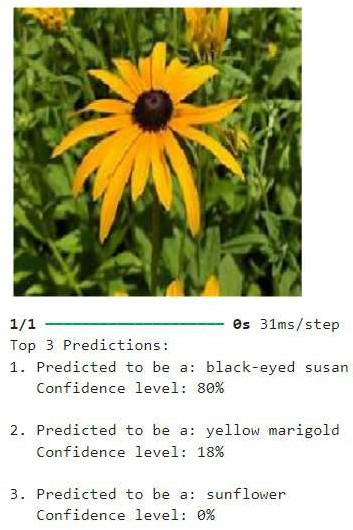 1/1 ━━━━━━━━━━━━━━━━━━━━ 0s 31ms/step
Top 3 Predictions:
1. Predicted to be a: black-eyed susan
Confidence level: 80%
2. Predicted to be a: yellow marigold
Confidence level: 18%
3. Predicted to be a: sunflower
Confidence level: 0%